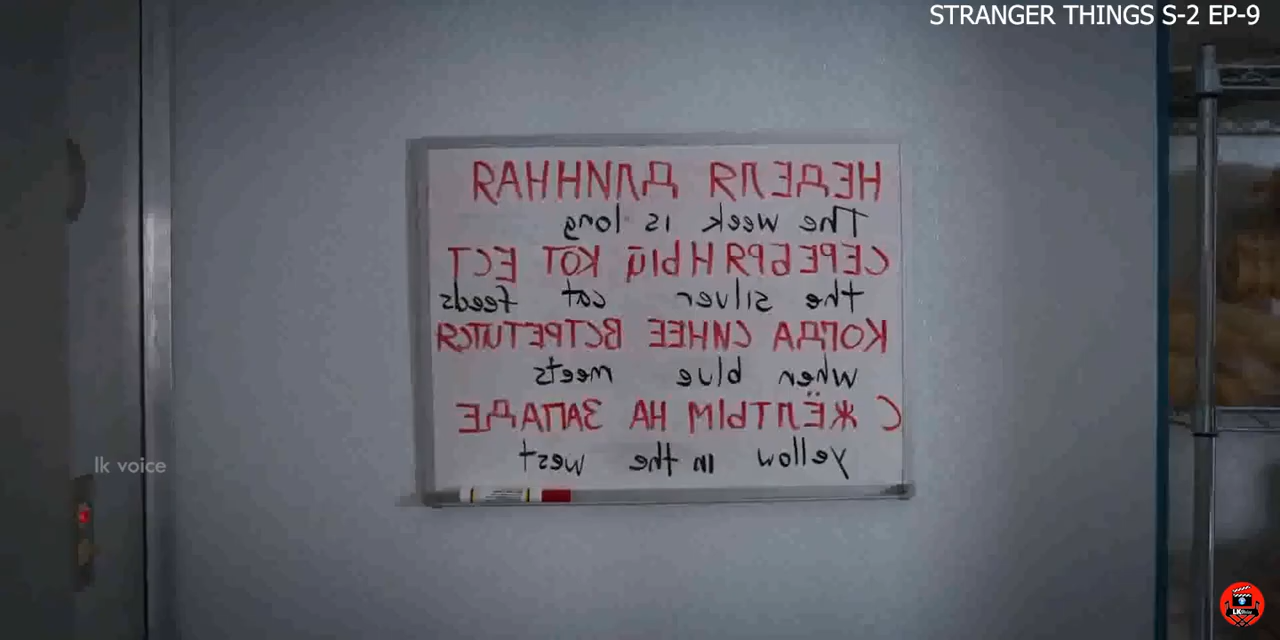 STRANGER THINGS S-2 EP-9
НЕДЕЛЯ ДЛИННАЯ
The week is long
СЕРЕБРЯНЫЙ КОТ ЕСТ
the silver cat feeds
КОГДА СИНЕЕ ВСТРЕТИТСЯ
when blue meets
С ЖЁЛТЫМ НА ЗАПАДЕ
yellow in the west
lk voice
LK